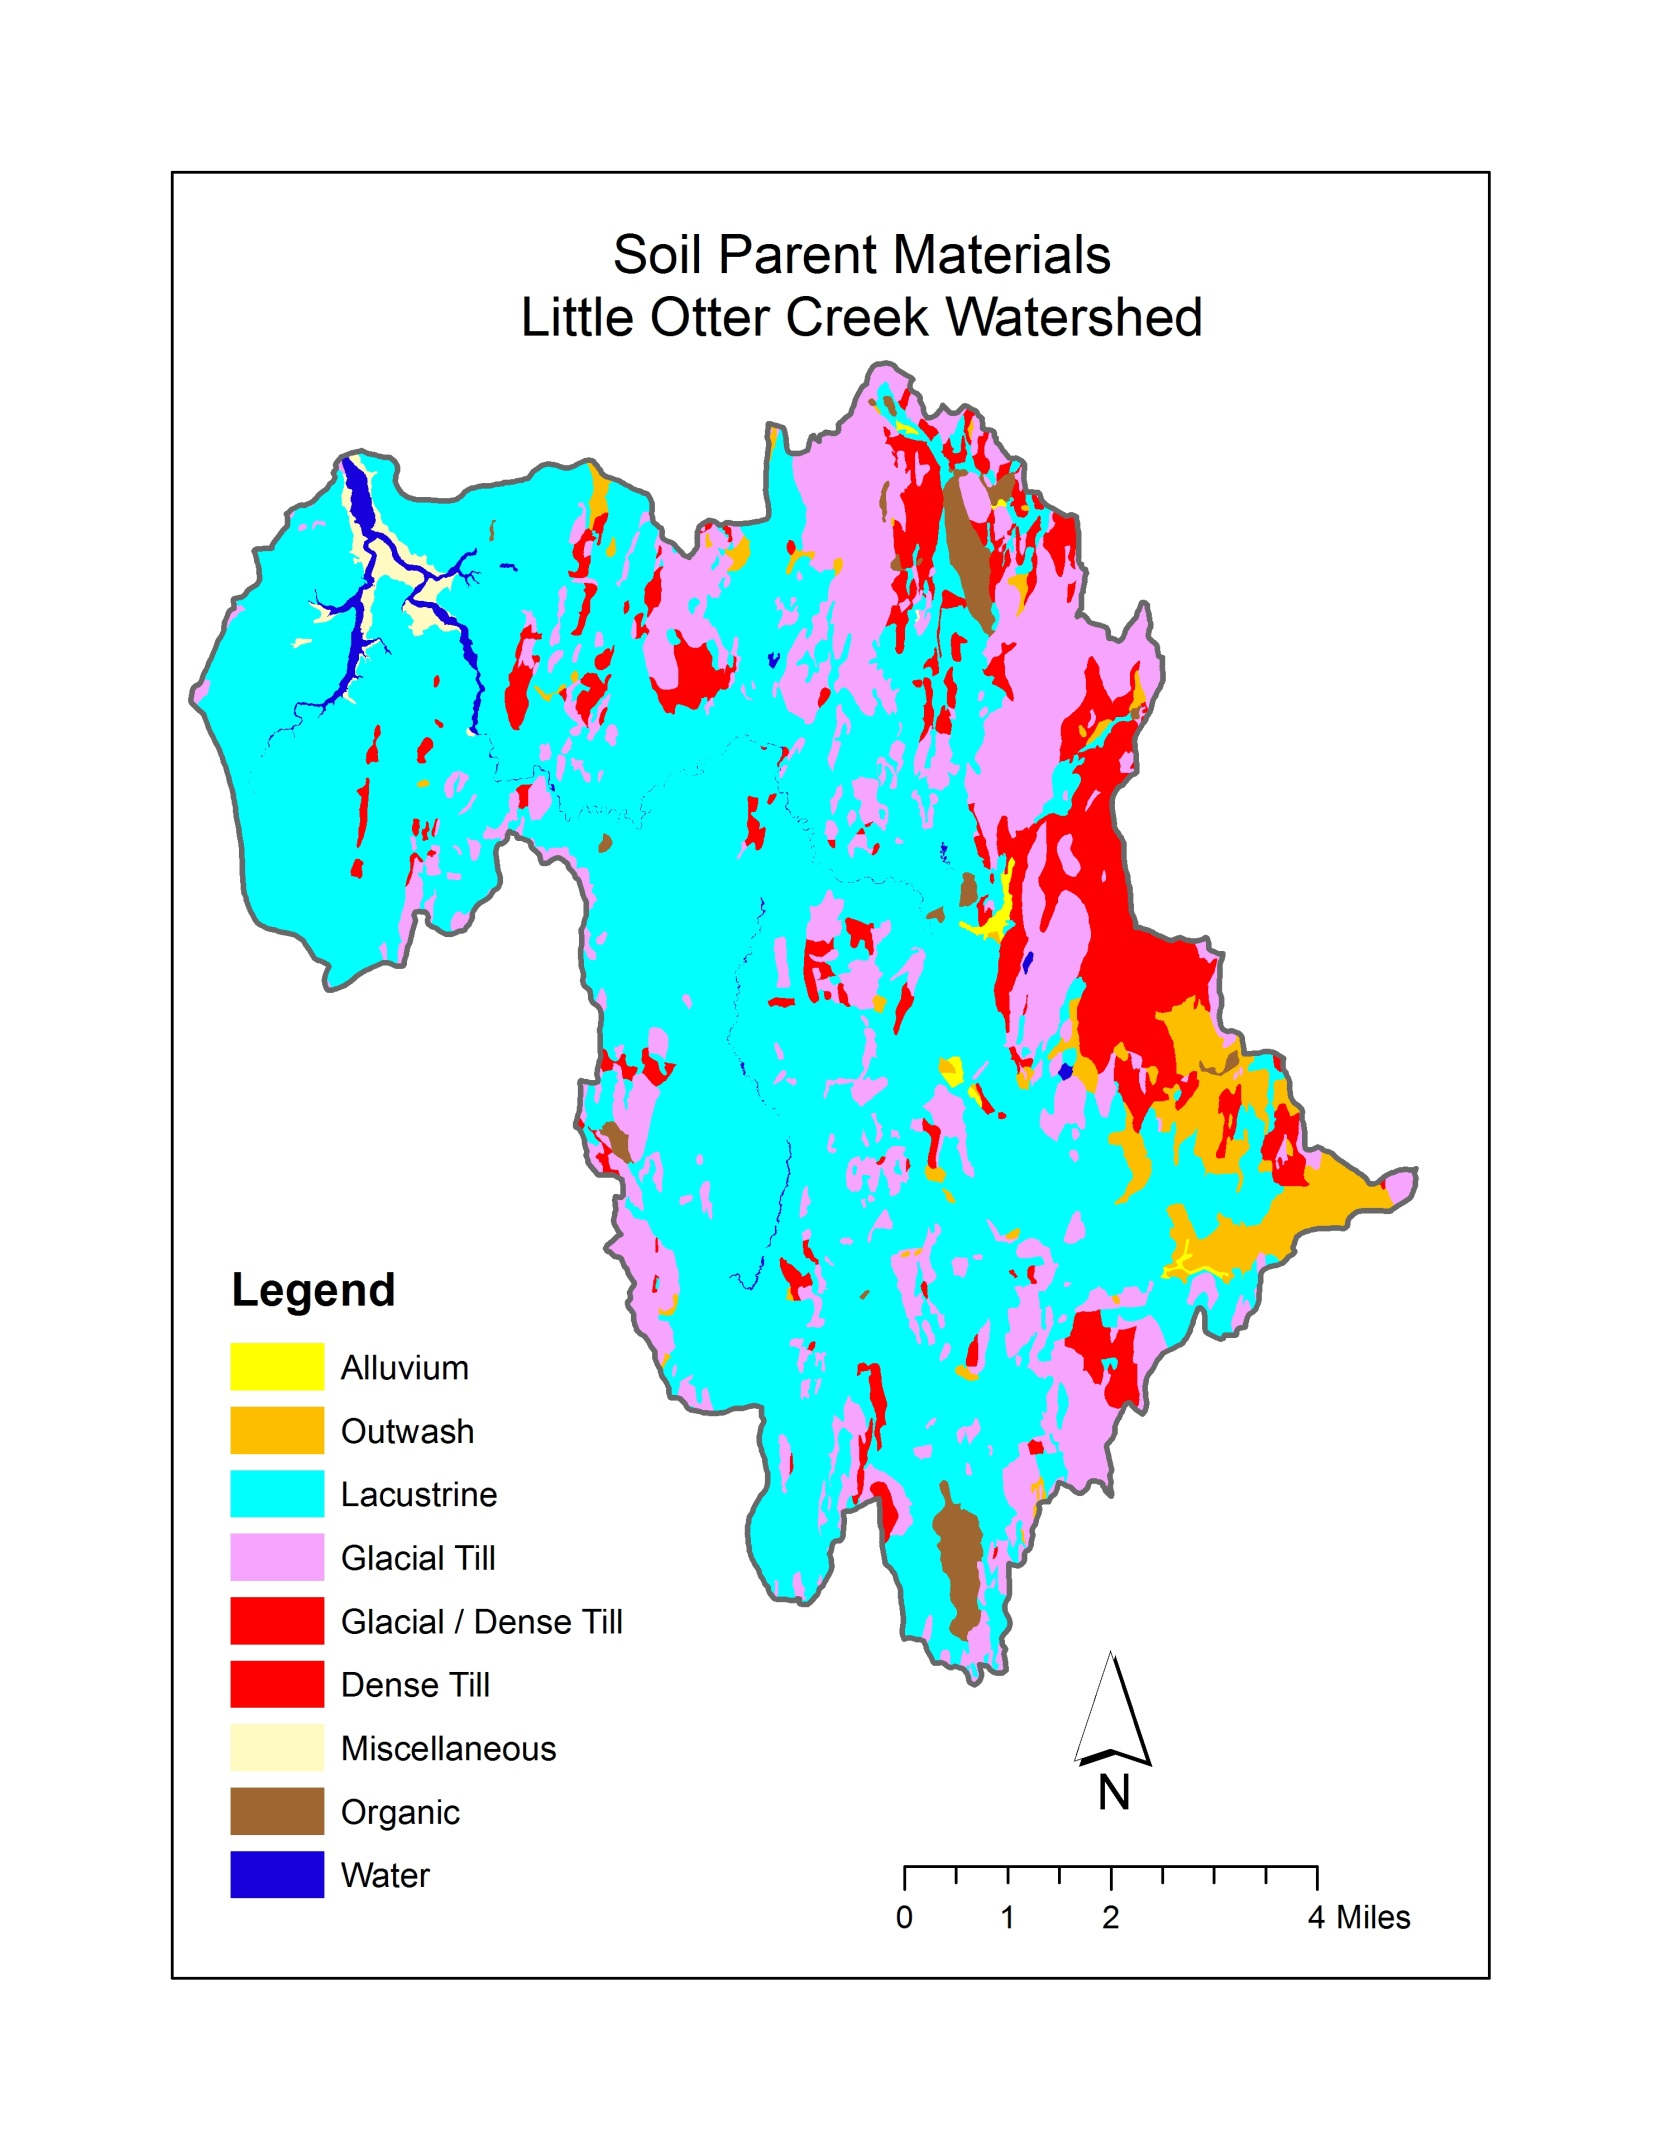 Soil Parent Materials
Little Otter Creek Watershed
Legend
Alluvium
Outwash
Lacustrine
Glacial Till
Glacial / Dense Till
Dense Till
Miscellaneous
Organic
Water
N
0 1 2 4 Miles